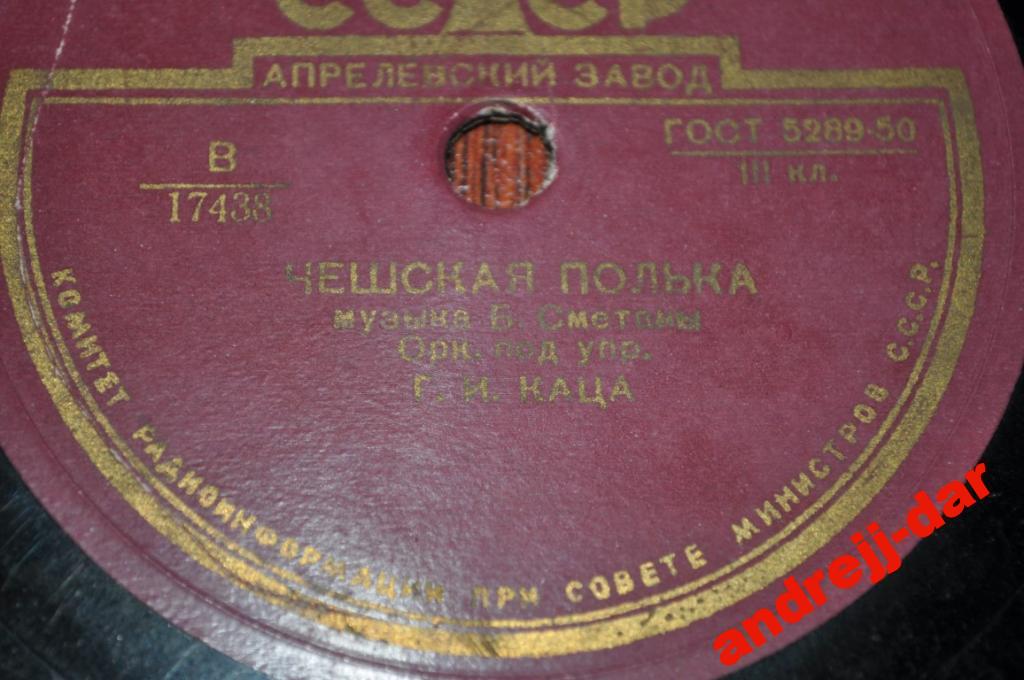 СССР
АПРЕЛЕВСКИЙ ЗАВОД
В
17438
ГОСТ 5289-50
III кл.
ЧЕШСКАЯ ПОЛЬКА
музыка Б. Сметаны
Орк. под упр.
Г. И. КАЦА
КОМИТЕТ РАДИОИНФОРМАЦИИ ПРИ СОВЕТЕ МИНИСТРОВ С.С.С.Р.
andrejj-dar